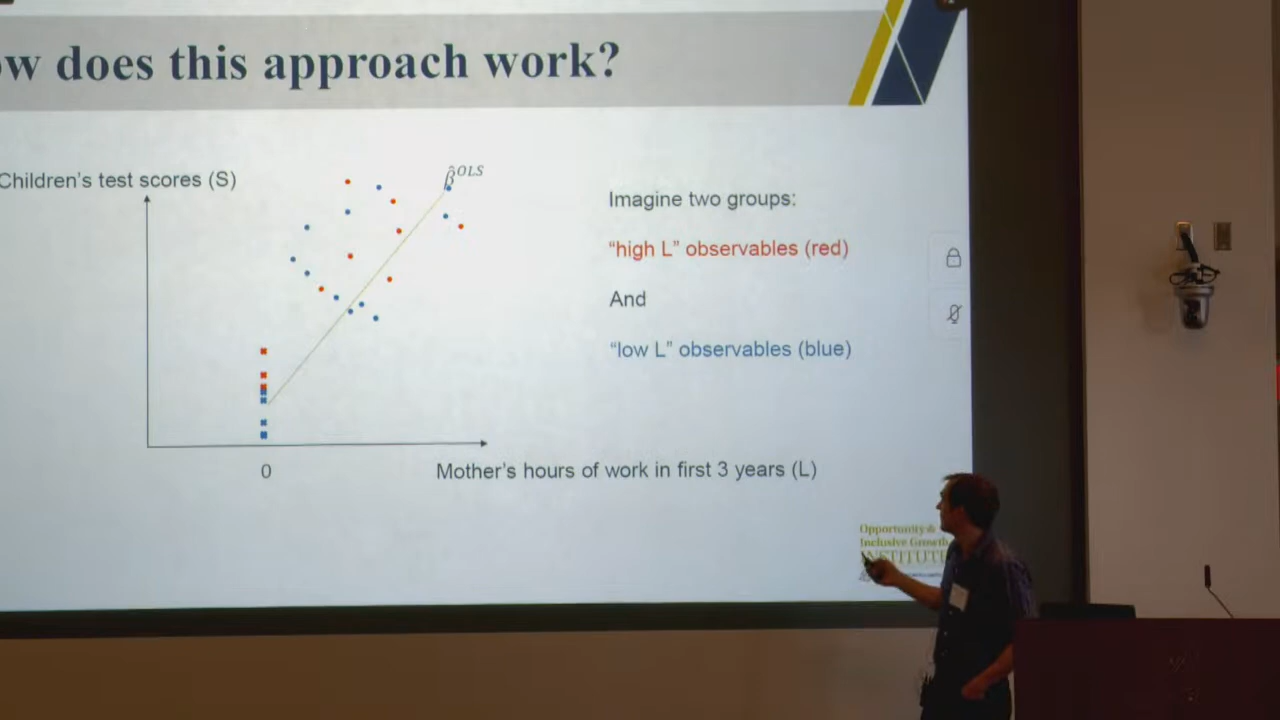 ow does this approach work?
Children's test scores (S)
β̂ᴼᴸˢ
Imagine two groups:
“high L” observables (red)
And
“low L” observables (blue)
0
Mother's hours of work in first 3 years (L)
Opportunity &
Inclusive Growth
INSTITUTE